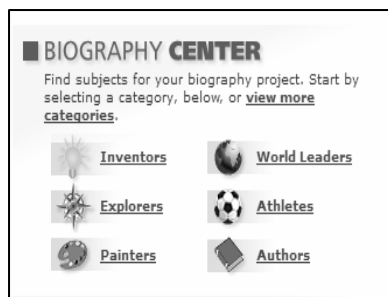 BIOGRAPHY CENTER
Find subjects for your biography project. Start by
selecting a category, below, or view more
categories.
Inventors World Leaders
Explorers Athletes
Painters Authors